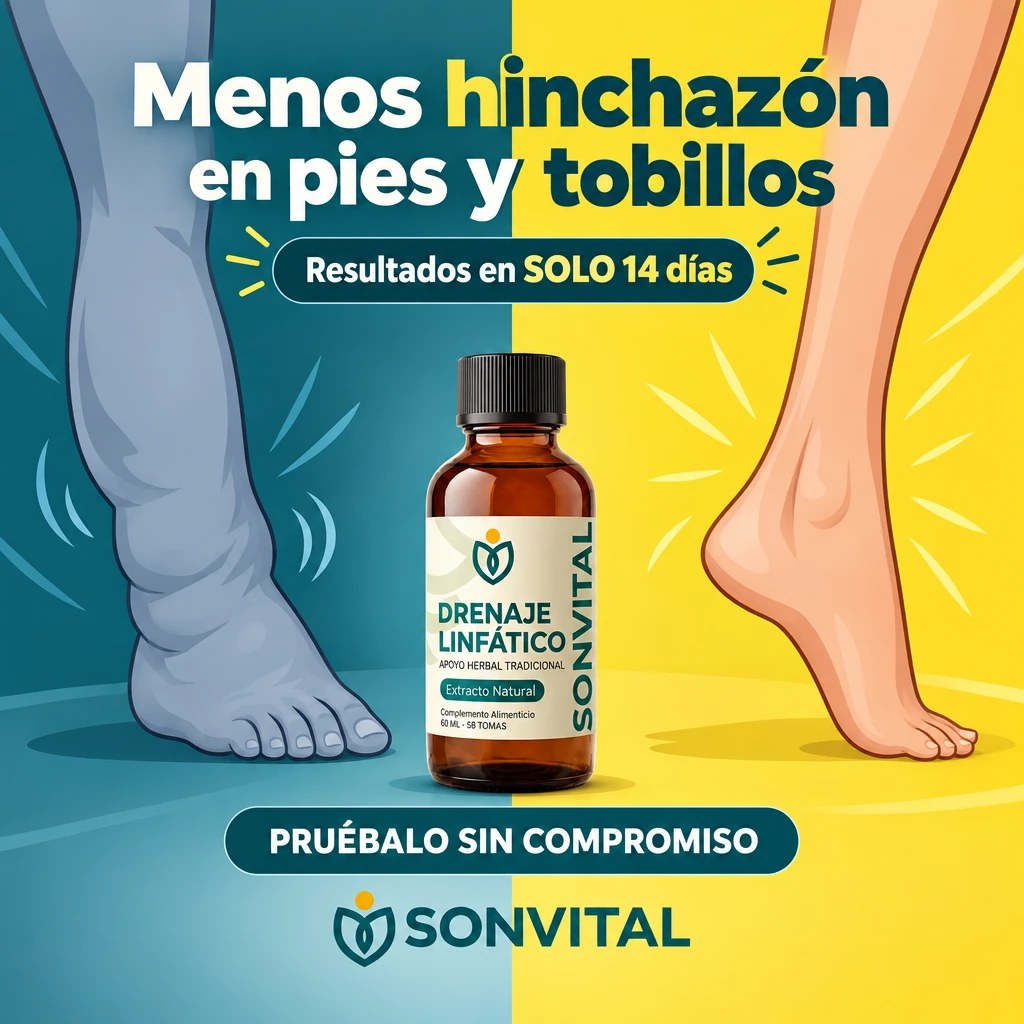 Menos hinchazón
en pies y tobillos
Resultados en SOLO 14 días
DRENAJE
LINFÁTICO
APOYO HERBAL TRADICIONAL
Extracto Natural
Complemento Alimenticio
60 ML - 58 TOMAS
SONVITAL
PRUÉBALO SIN COMPROMISO
SONVITAL